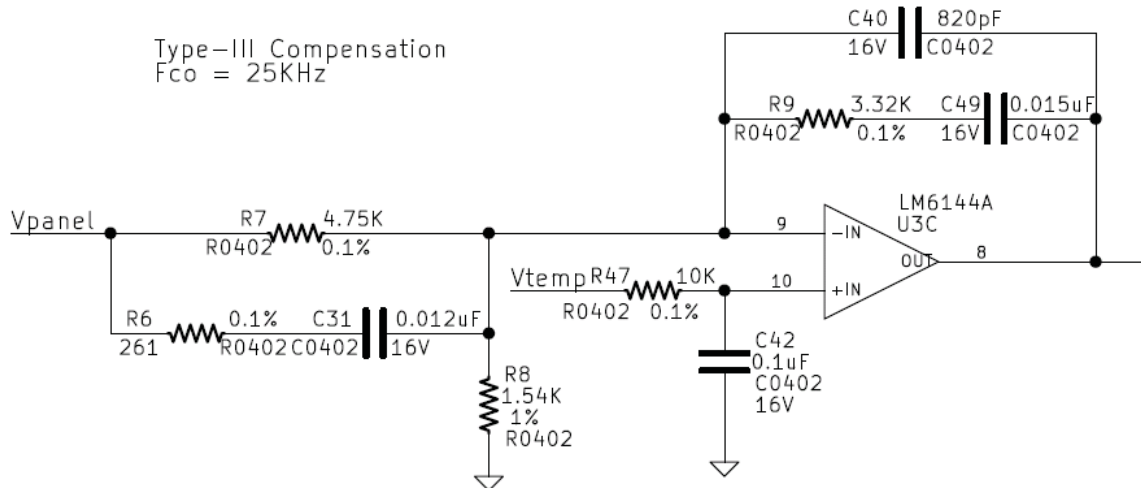 C40 820pF
16V C0402
Type-III Compensation
Fco = 25KHz
R9 3.32K C49 0.015uF
R0402 0.1% 16V C0402
LM6144A
U3C
Vpanel R7 4.75K
R0402 0.1%
9 -IN
OUT 8
Vtemp R47 10K 10 +IN
R0402 0.1%
R6 0.1% C31 0.012uF
261 R0402 C0402 16V
C42
0.1uF
C0402
16V
R8
1.54K
1%
R0402